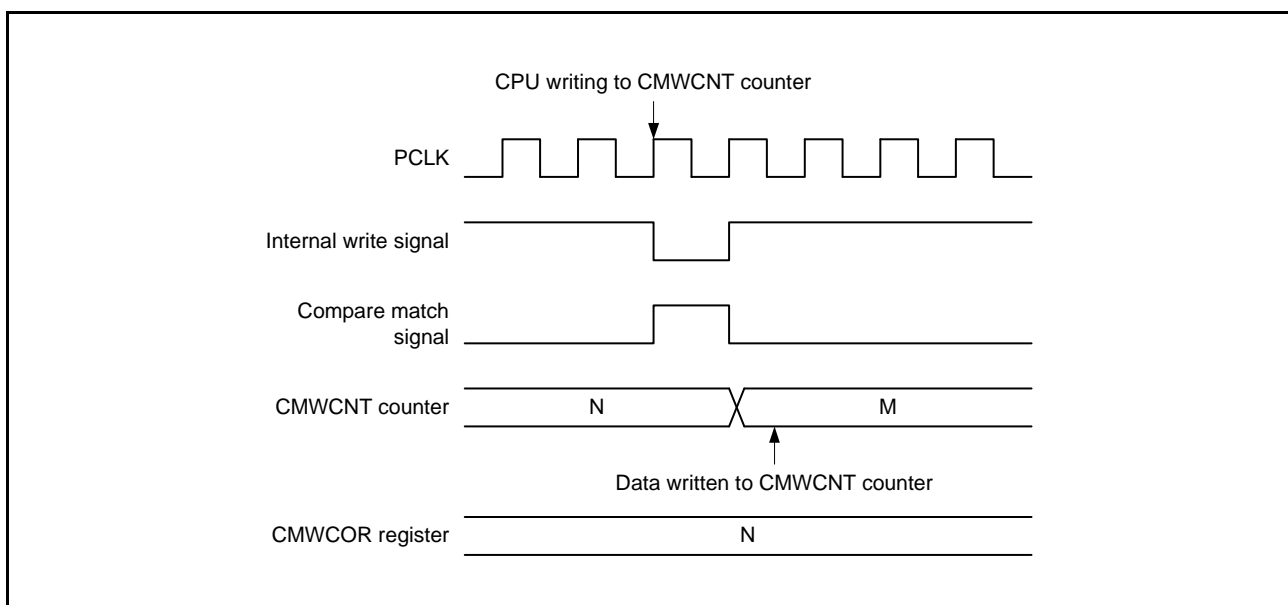 CPU writing to CMWCNT counter
PCLK
Internal write signal
Compare match
signal
CMWCNT counter
N
M
Data written to CMWCNT counter
CMWCOR register
N